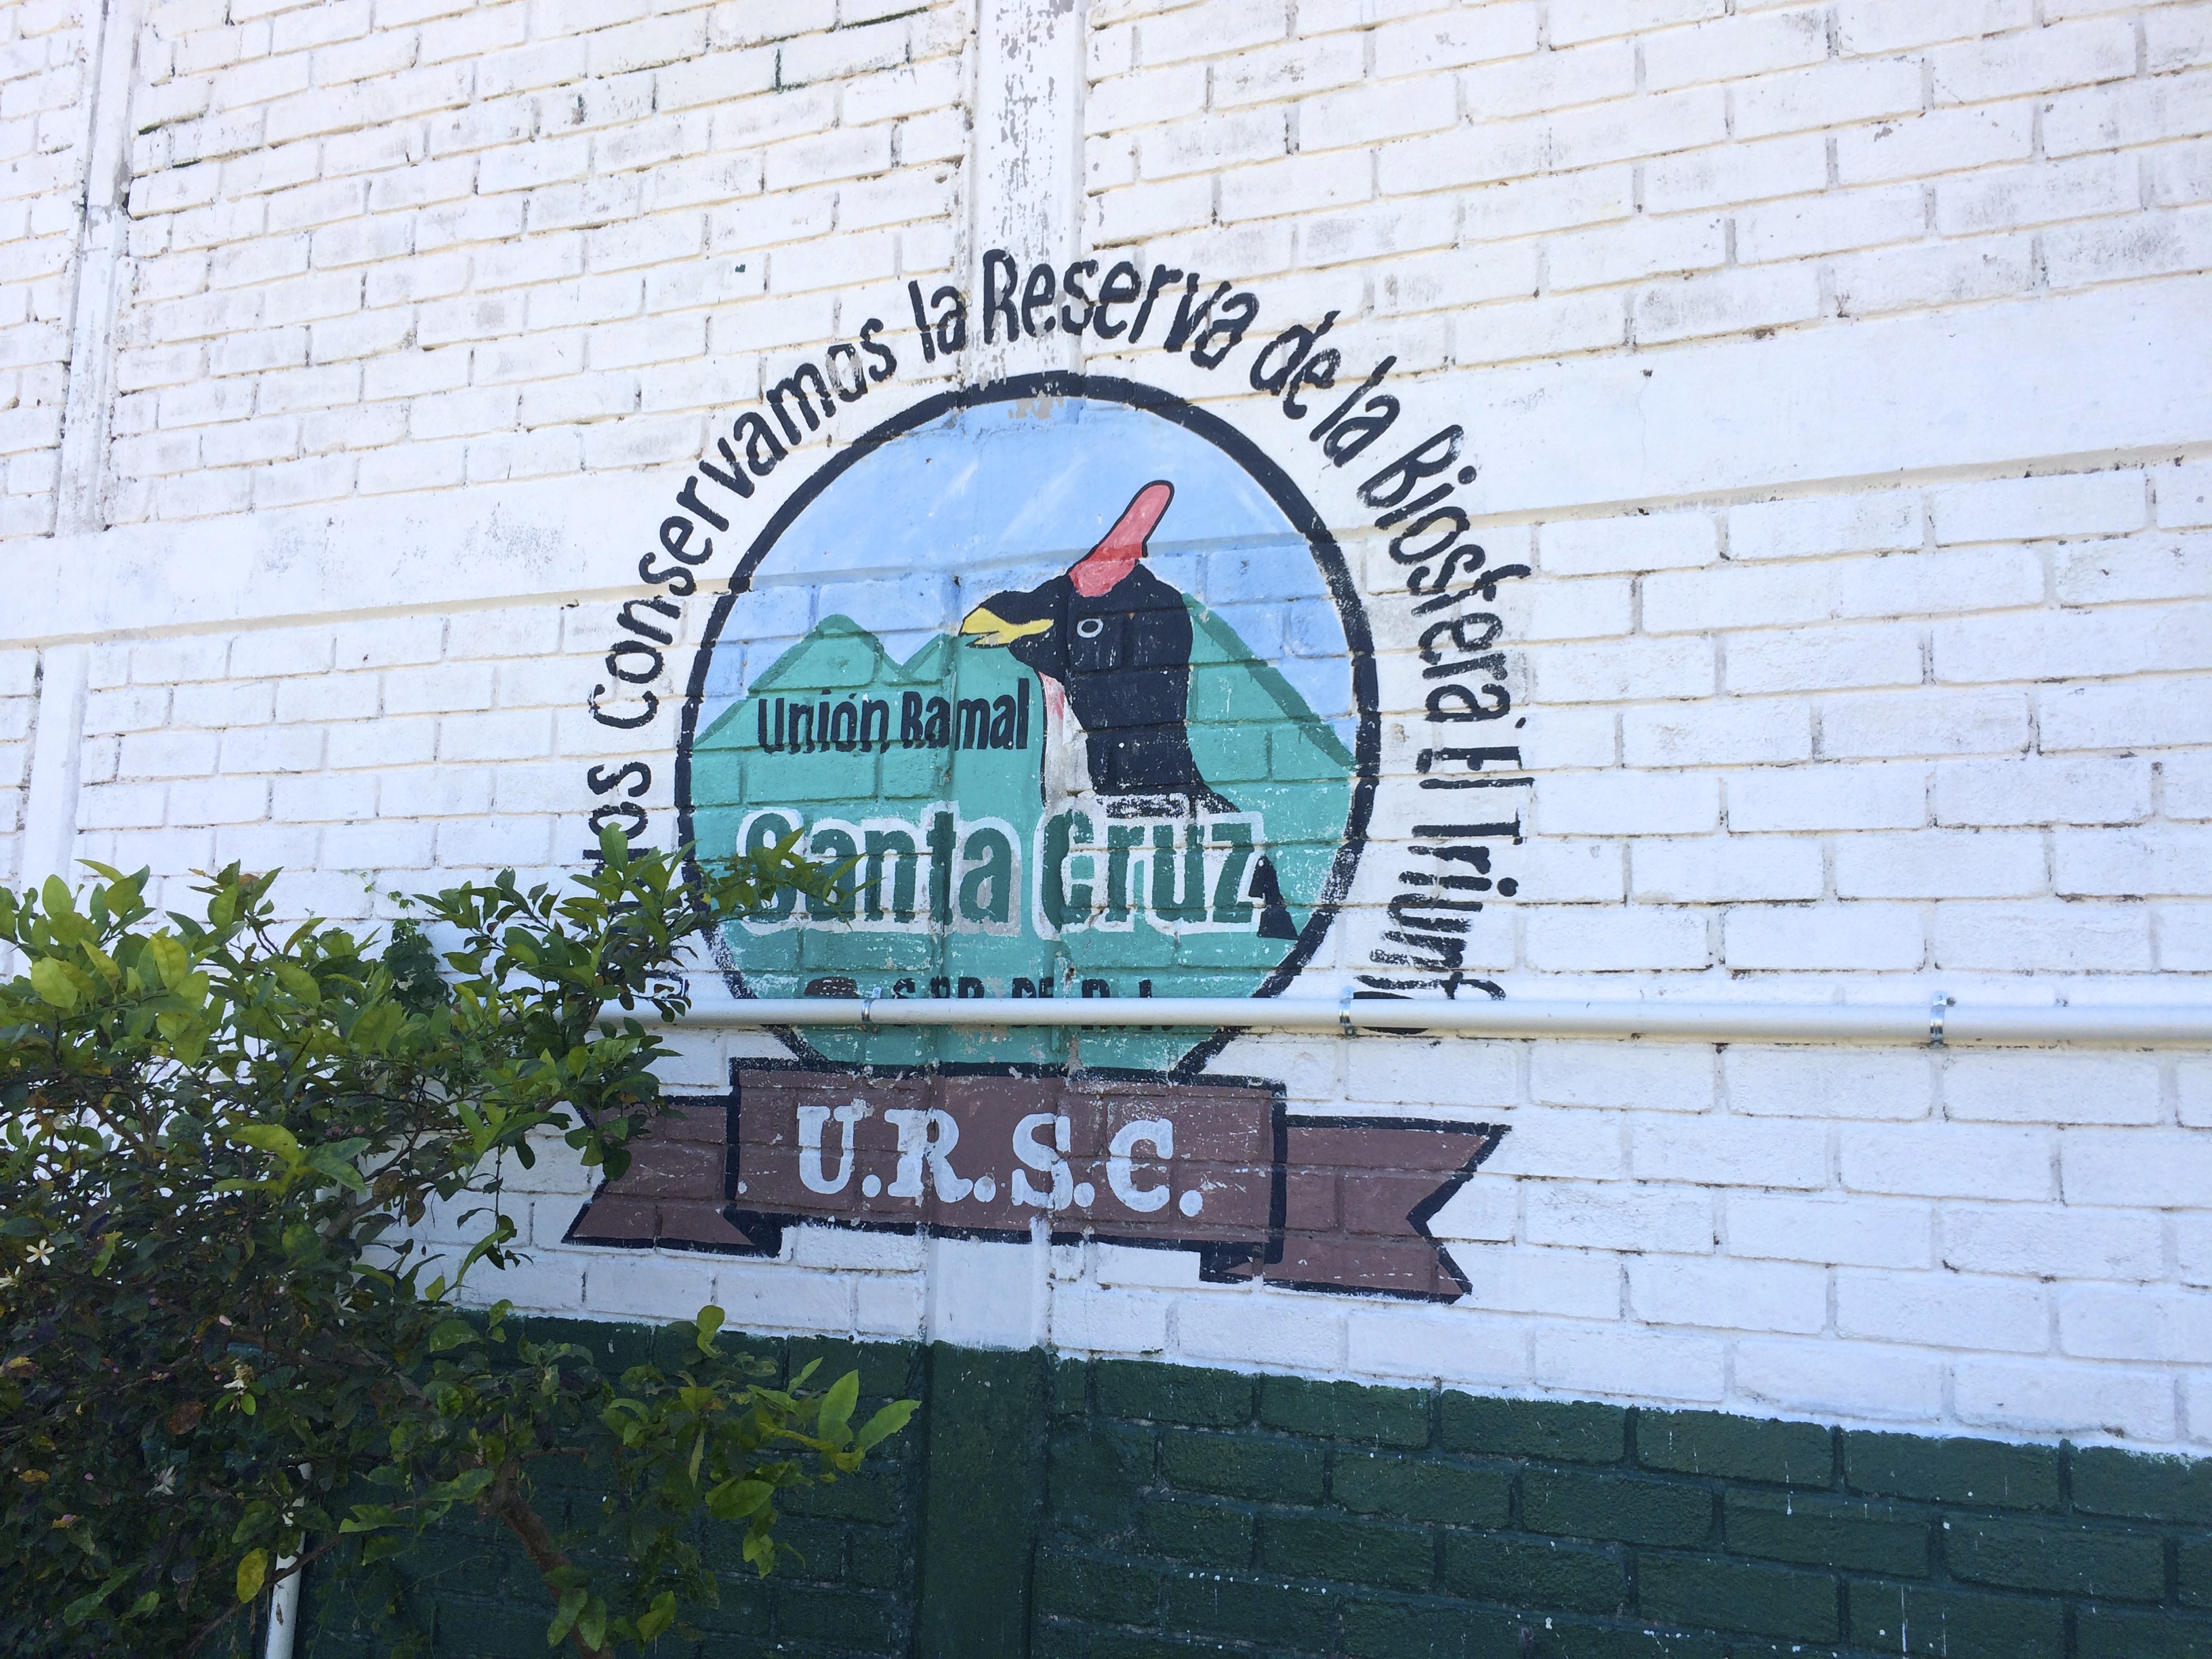 Conservamos la Reserva de la Biosfera El Triunfo
Unión Ramal
Santa Cruz
U.R.S.C.